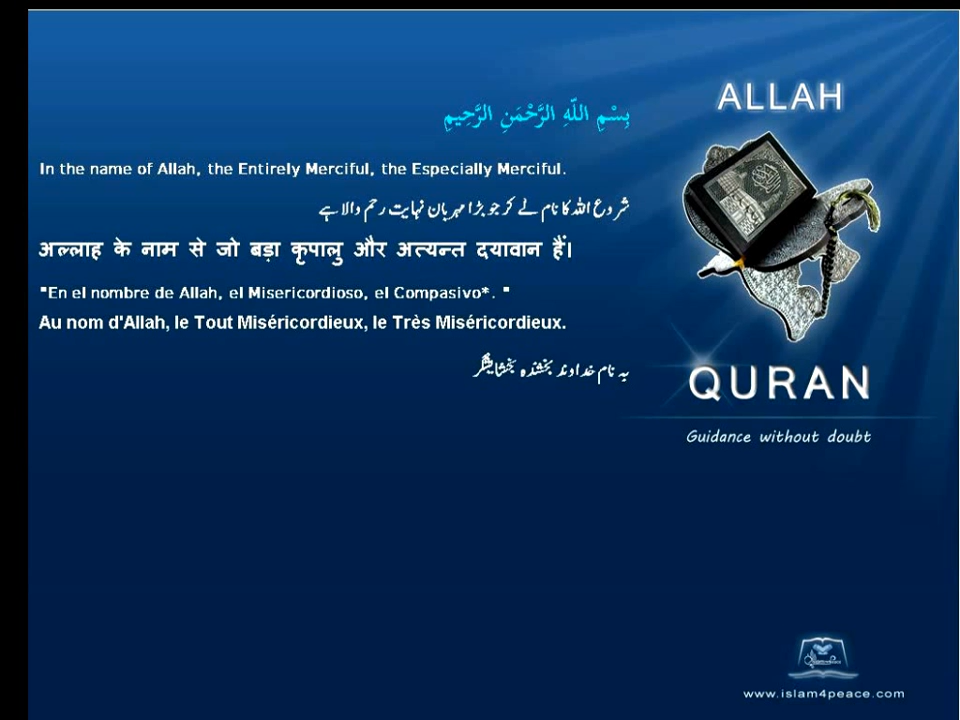 بِسْمِ اللّهِ الرَّحْمَنِ الرَّحِيمِ
In the name of Allah, the Entirely Merciful, the Especially Merciful.
شروع اللہ کا نام لے کر جو بڑا مہربان نہایت رحم والا ہے
अल्लाह के नाम से जो बड़ा कृपालु और अत्यन्त दयावान हैं।
"En el nombre de Allah, el Misericordioso, el Compasivo*. "
Au nom d'Allah, le Tout Miséricordieux, le Très Miséricordieux.
به نام خداوند بخشنده بخشایشگر
ALLAH
QURAN
Guidance without doubt
www.islam4peace.com